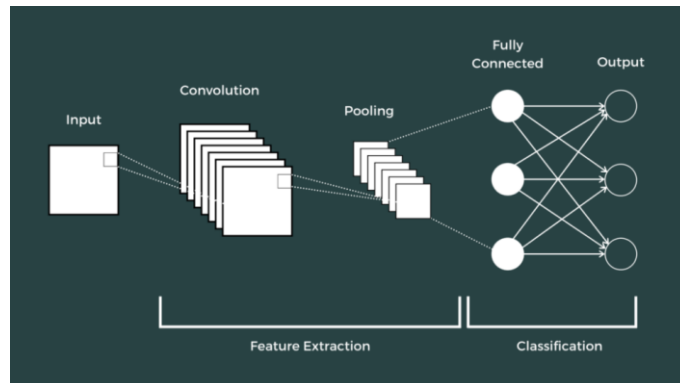 Input
Convolution
Pooling
Fully
Connected
Output
Feature Extraction
Classification